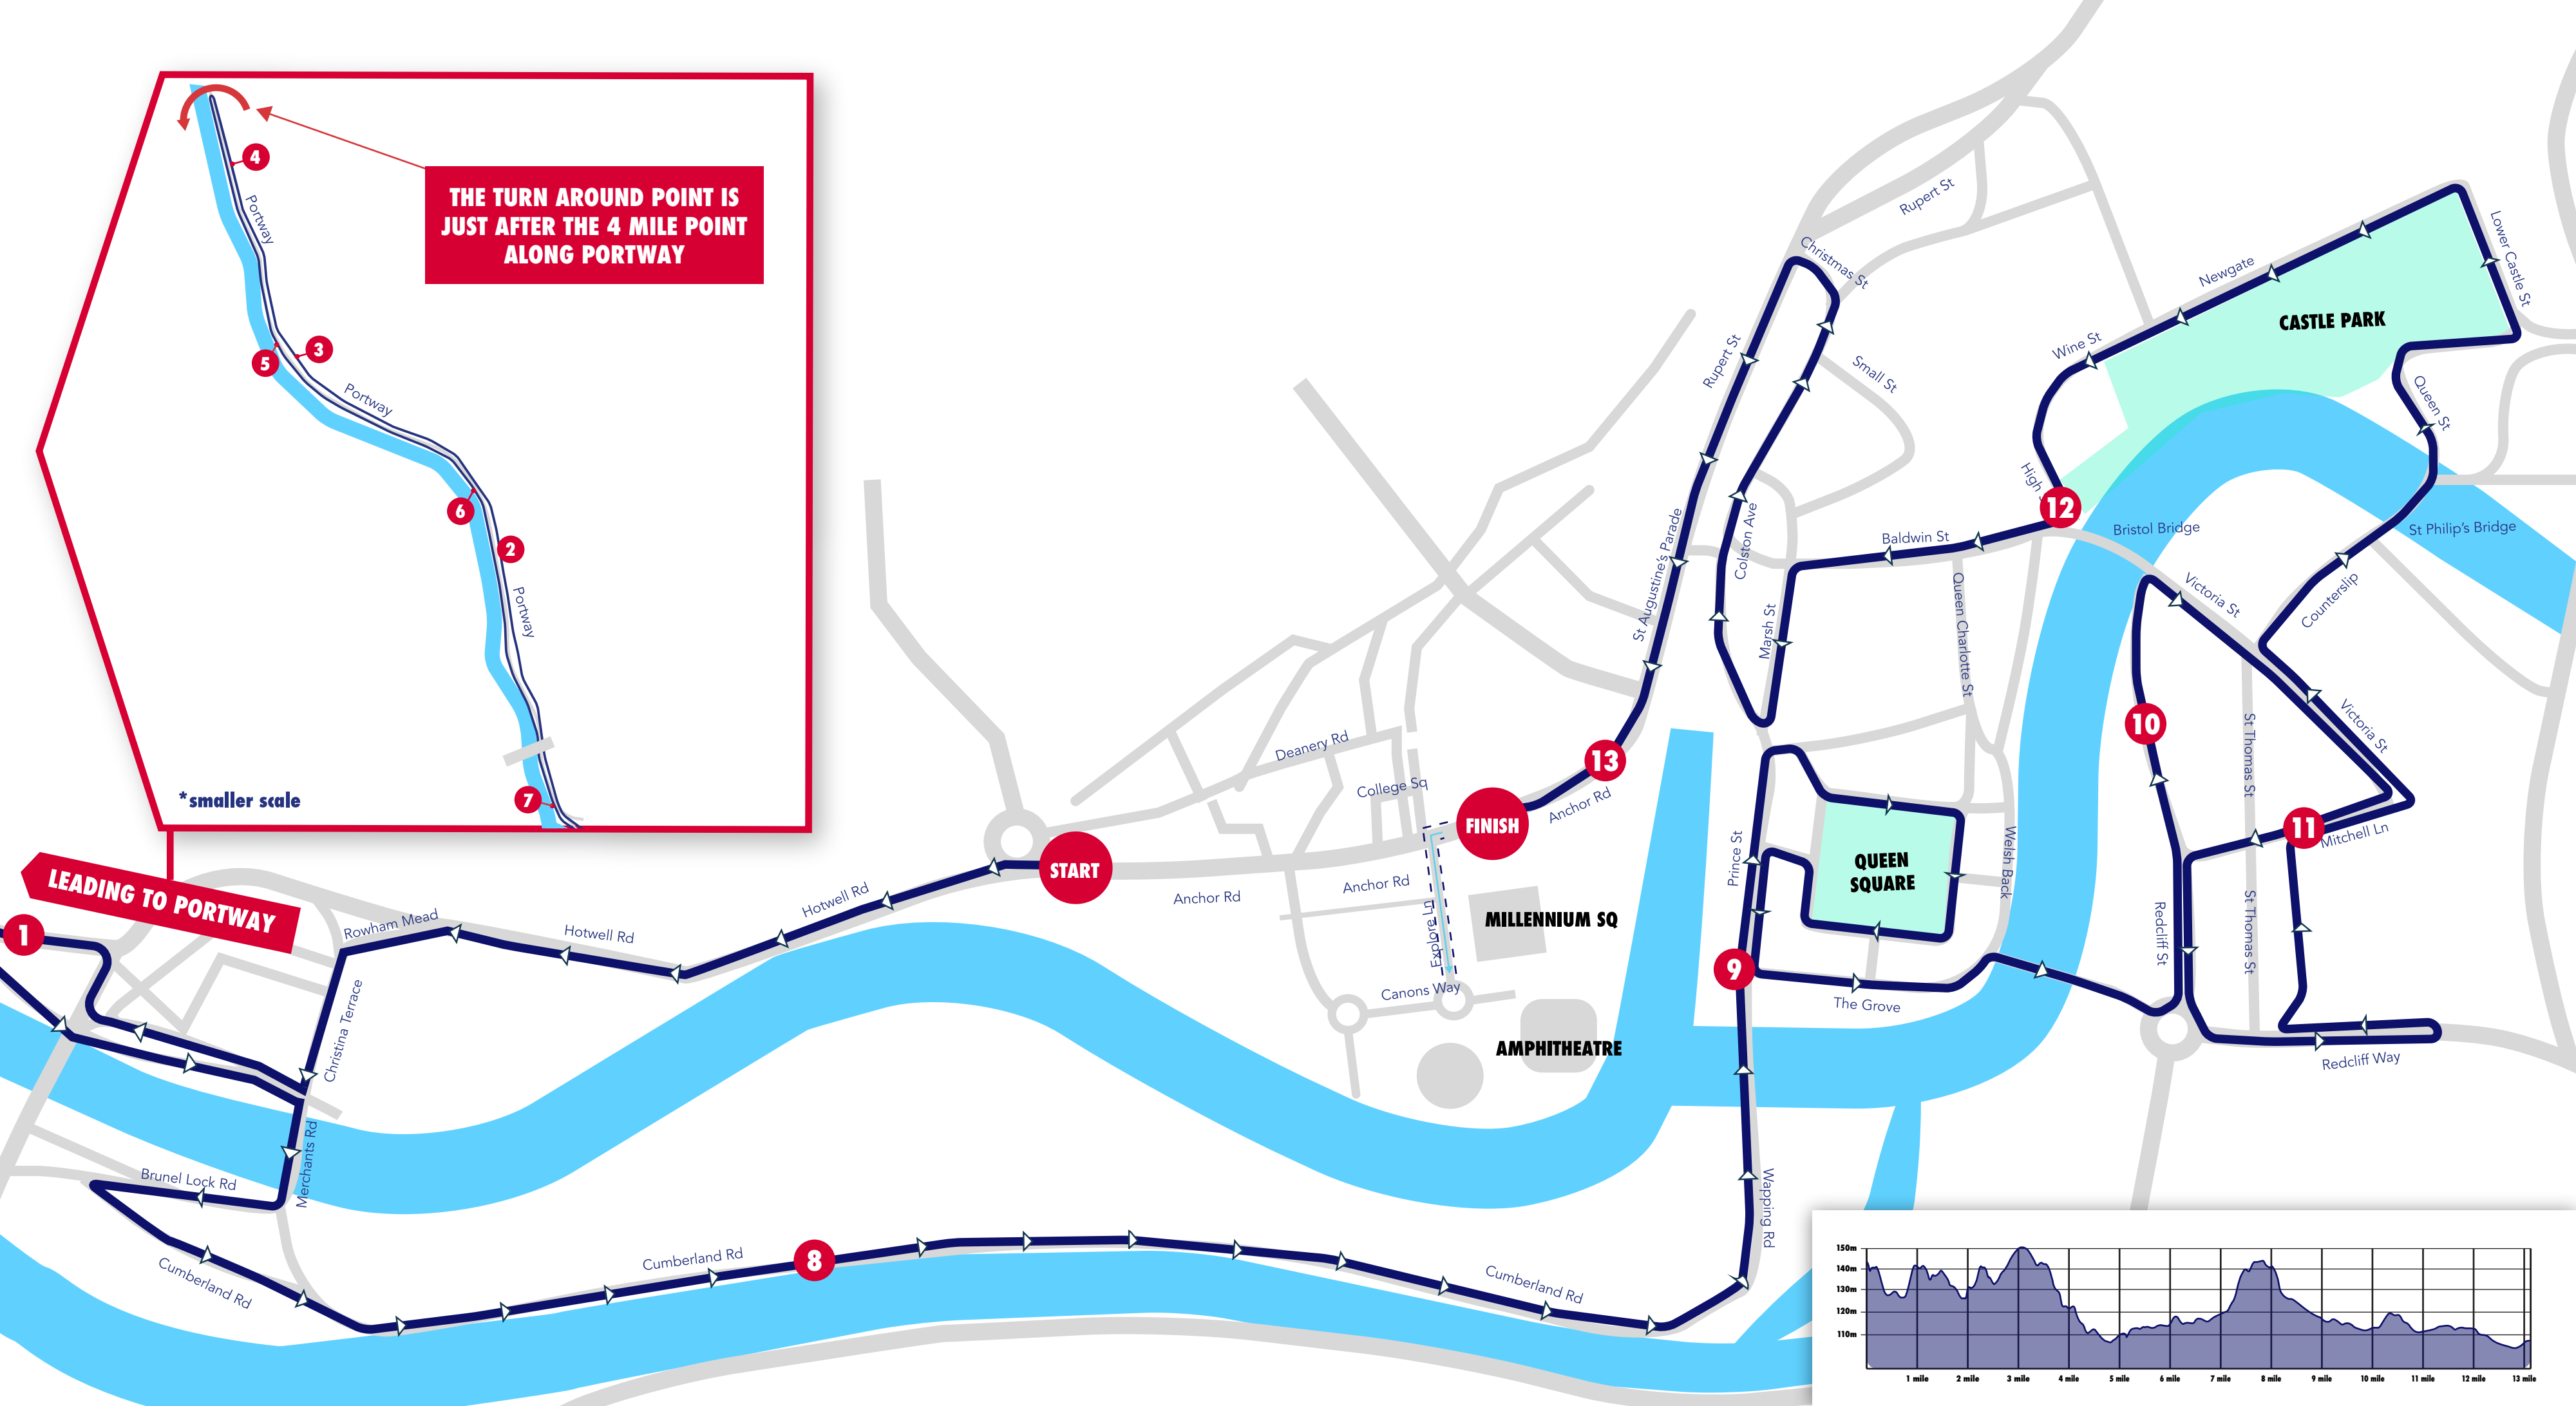 THE TURN AROUND POINT IS
JUST AFTER THE 4 MILE POINT
ALONG PORTWAY
4
Portway
3
5
Portway
6
2
Portway
7
*smaller scale
LEADING TO PORTWAY
1
Rowham Mead
Hotwell Rd
Hotwell Rd
START
Anchor Rd
Anchor Rd
Deanery Rd
College Sq
FINISH
Anchor Rd
13
Explore Ln
Canons Way
MILLENNIUM SQ
AMPHITHEATRE
Christina Terrace
Merchants Rd
Brunel Lock Rd
Cumberland Rd
Cumberland Rd
8
Cumberland Rd
Wapping Rd
9
Prince St
QUEEN
SQUARE
The Grove
Welsh Back
Queen Charlotte St
Marsh St
Baldwin St
Colston Ave
St Augustine's Parade
Rupert St
Rupert St
Christmas St
Small St
Wine St
Newgate
Lower Castle St
CASTLE PARK
High
12
Queen St
Bristol Bridge
St Philip's Bridge
Victoria St
Counterslip
Victoria St
10
11
Mitchell Ln
St Thomas St
St Thomas St
Redcliff St
Redcliff Way
150m
140m
130m
120m
110m
1 mile
2 mile
3 mile
4 mile
5 mile
6 mile
7 mile
8 mile
9 mile
10 mile
11 mile
12 mile
13 mile